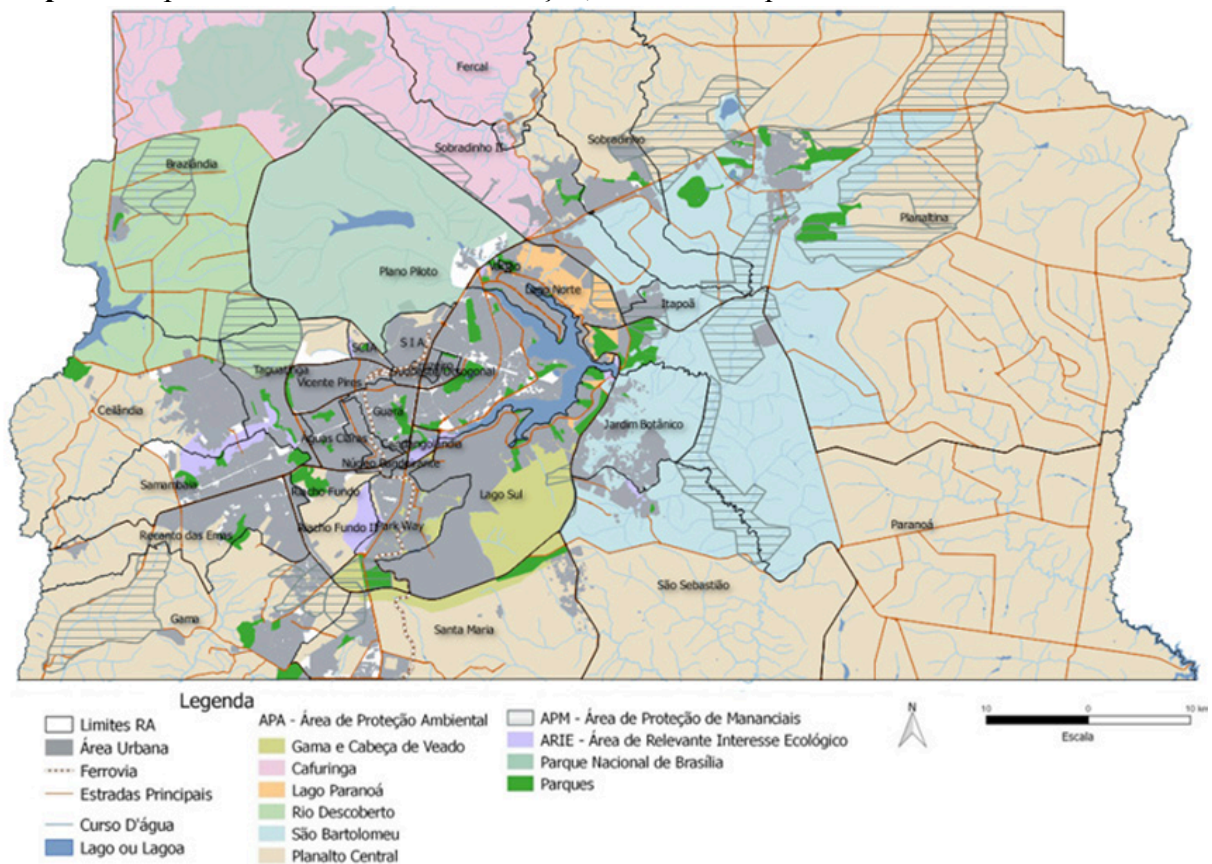 Fercal
Sobradinho II
Sobradinho
Brazlândia
Planaltina
Plano Piloto
Lago Norte
Itapoã
SCIA
S I A
Taguatinga
Vicente Pires
Octogonal
Ceilândia
Guará
Jardim Botânico
Águas Claras
Candangolândia
Núcleo Bandeirante
Samambaia
Riacho Fundo
Lago Sul
Riacho Fundo II
Park Way
Recanto das Emas
Paranoá
São Sebastião
Gama
Santa Maria
Legenda
Limites RA
Área Urbana
Ferrovia
Estradas Principais
Curso D'água
Lago ou Lagoa
APA - Área de Proteção Ambiental
Gama e Cabeça de Veado
Cafuringa
Lago Paranoá
Rio Descoberto
São Bartolomeu
Planalto Central
APM - Área de Proteção de Mananciais
ARIE - Área de Relevante Interesse Ecológico
Parque Nacional de Brasília
Parques
N
10 0 10 km
Escala